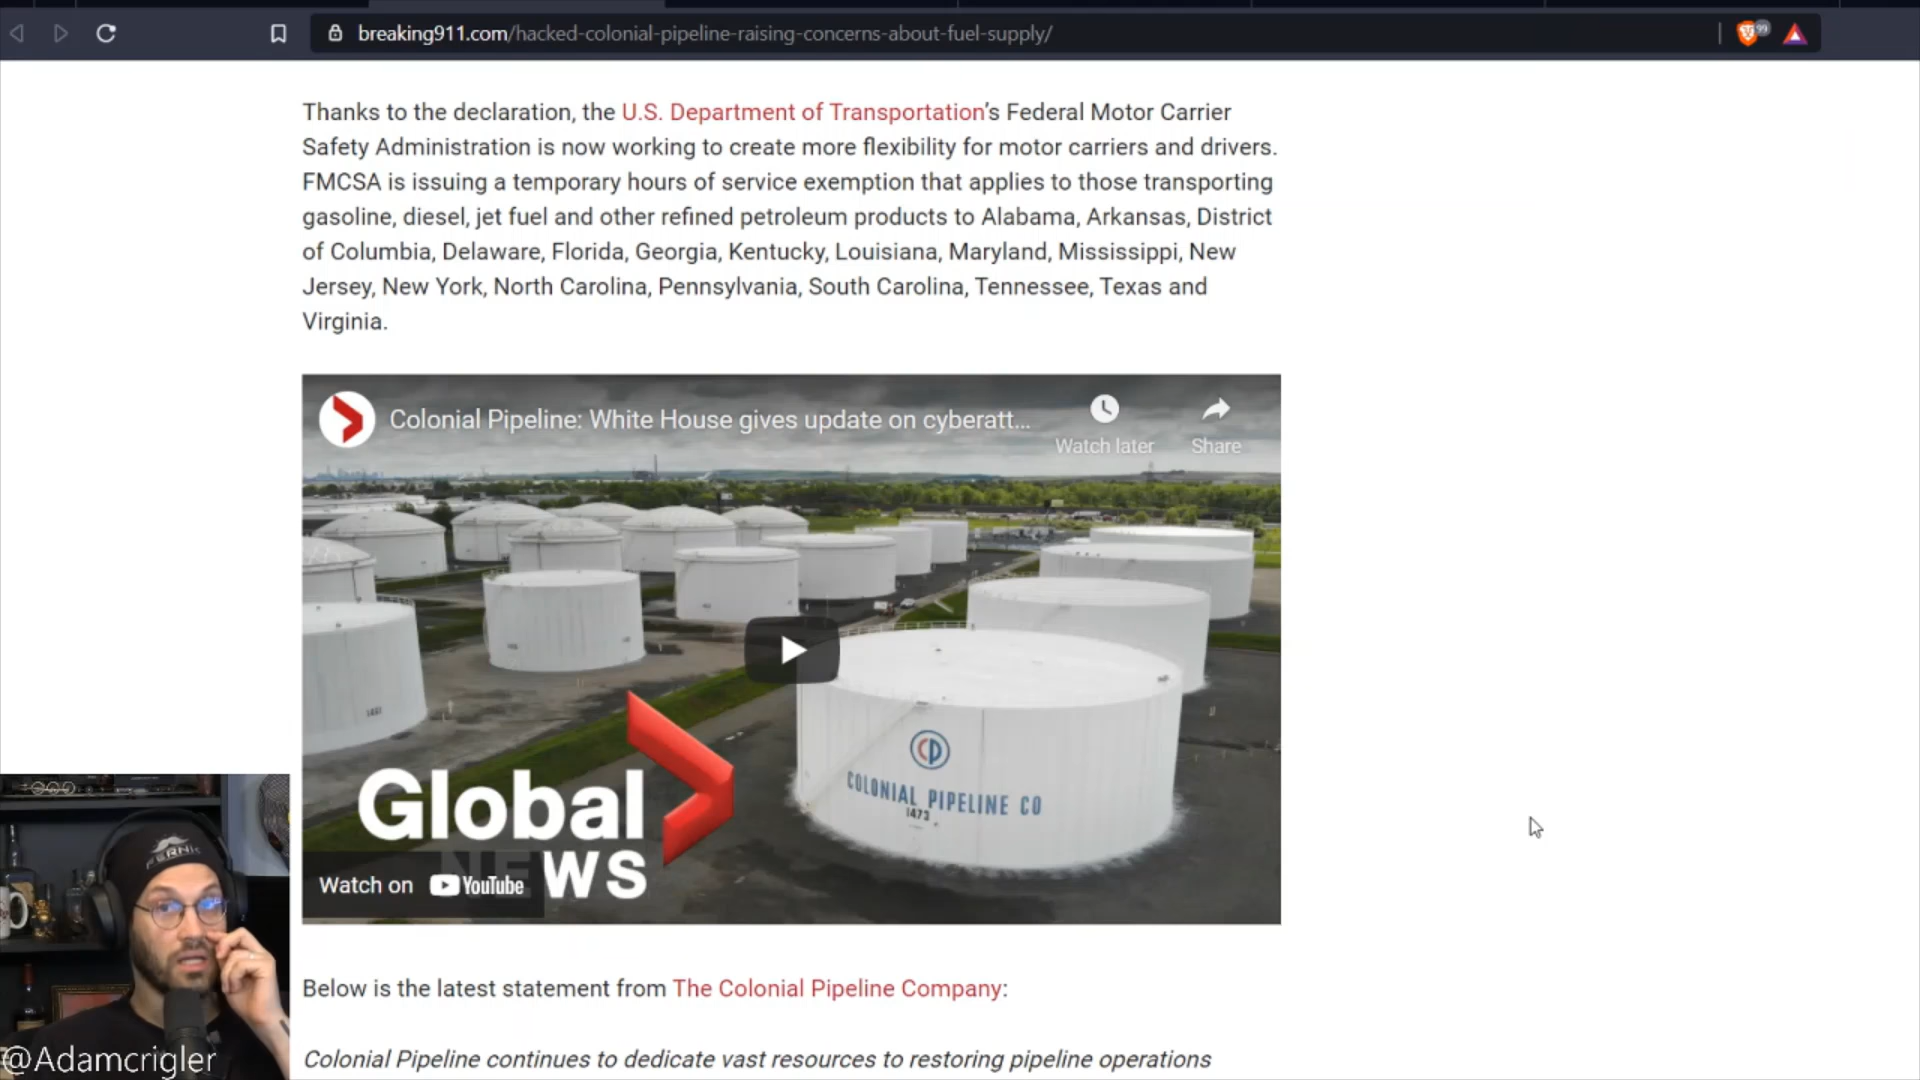 breaking911.com/hacked-colonial-pipeline-raising-concerns-about-fuel-supply/
99
Thanks to the declaration, the U.S. Department of Transportation's Federal Motor Carrier
Safety Administration is now working to create more flexibility for motor carriers and drivers.
FMCSA is issuing a temporary hours of service exemption that applies to those transporting
gasoline, diesel, jet fuel and other refined petroleum products to Alabama, Arkansas, District
of Columbia, Delaware, Florida, Georgia, Kentucky, Louisiana, Maryland, Mississippi, New
Jersey, New York, North Carolina, Pennsylvania, South Carolina, Tennessee, Texas and
Virginia.
Colonial Pipeline: White House gives update on cyberatt...
Watch later
Share
CP
COLONIAL PIPELINE CO
1473
Global
NEWS
Watch on YouTube
FERNIC
@Adamcrigler
Below is the latest statement from The Colonial Pipeline Company:
Colonial Pipeline continues to dedicate vast resources to restoring pipeline operations